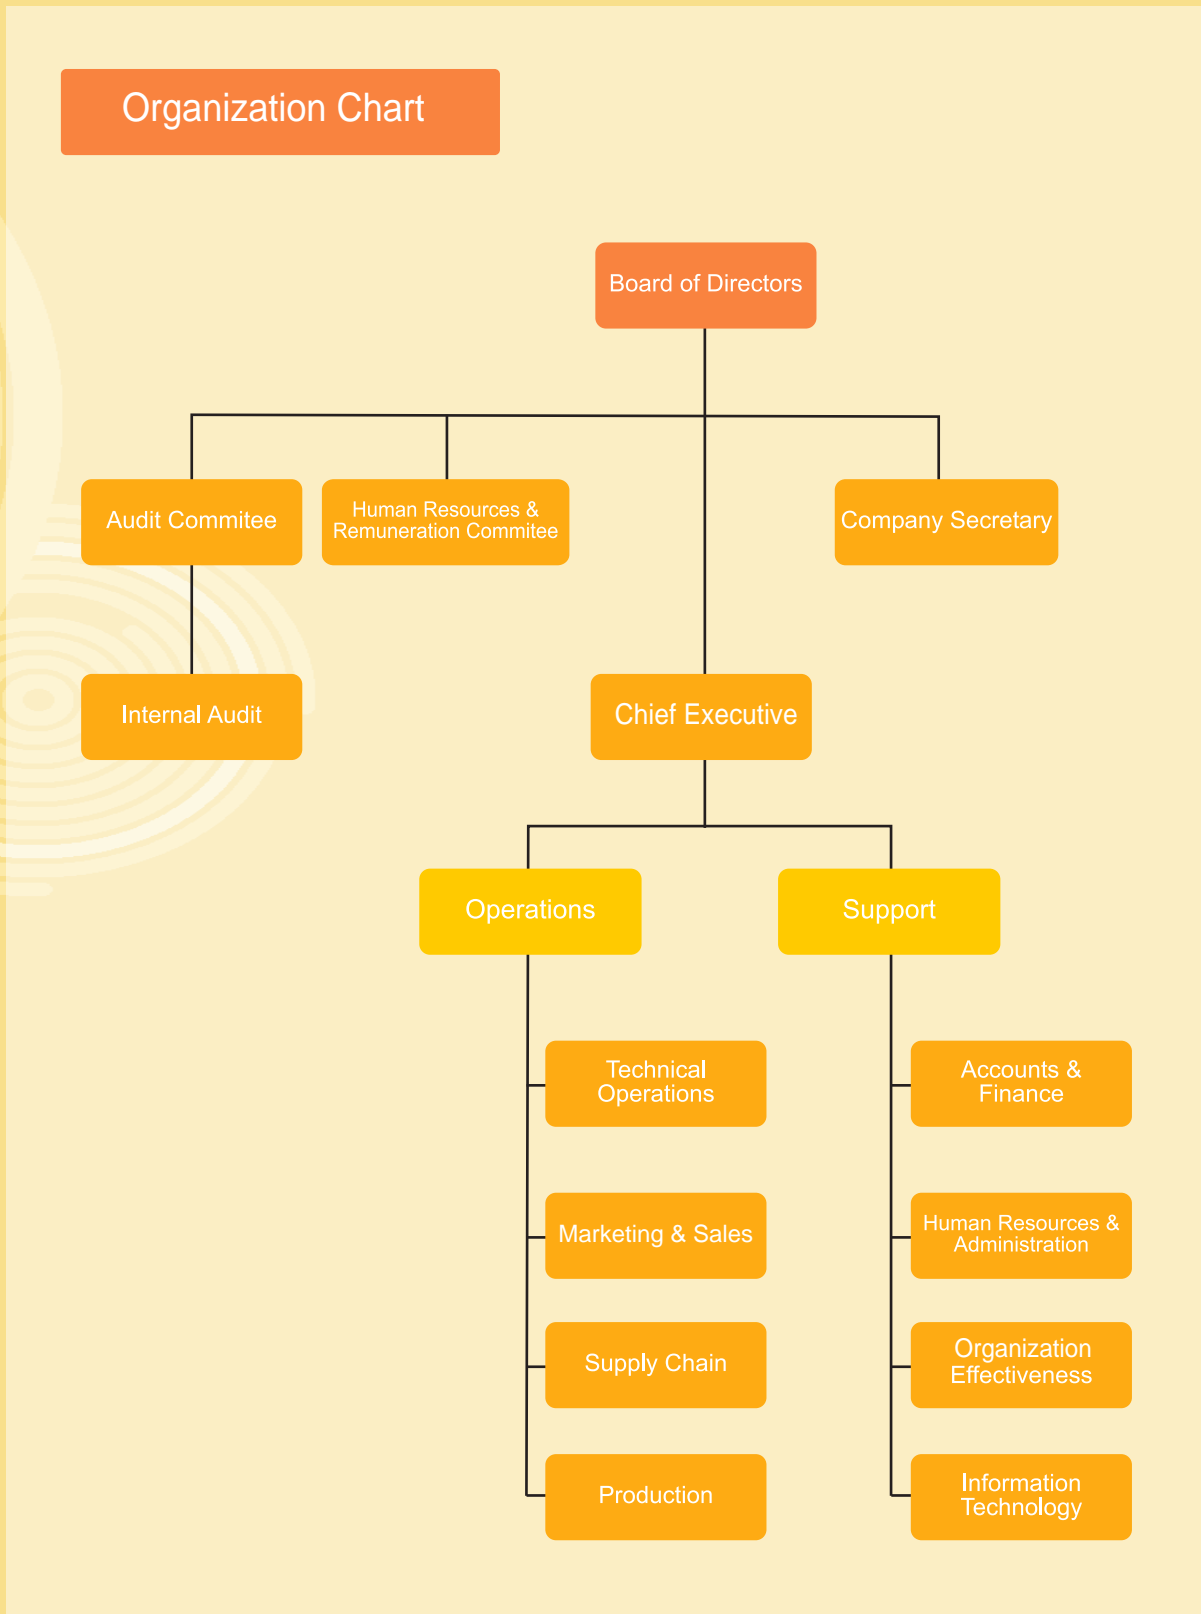 Organization Chart
Board of Directors
Audit Commitee
Human Resources &
Remuneration Commitee
Company Secretary
Internal Audit
Chief Executive
Operations
Support
Technical
Operations
Accounts &
Finance
Marketing & Sales
Human Resources &
Administration
Supply Chain
Organization
Effectiveness
Production
Information
Technology